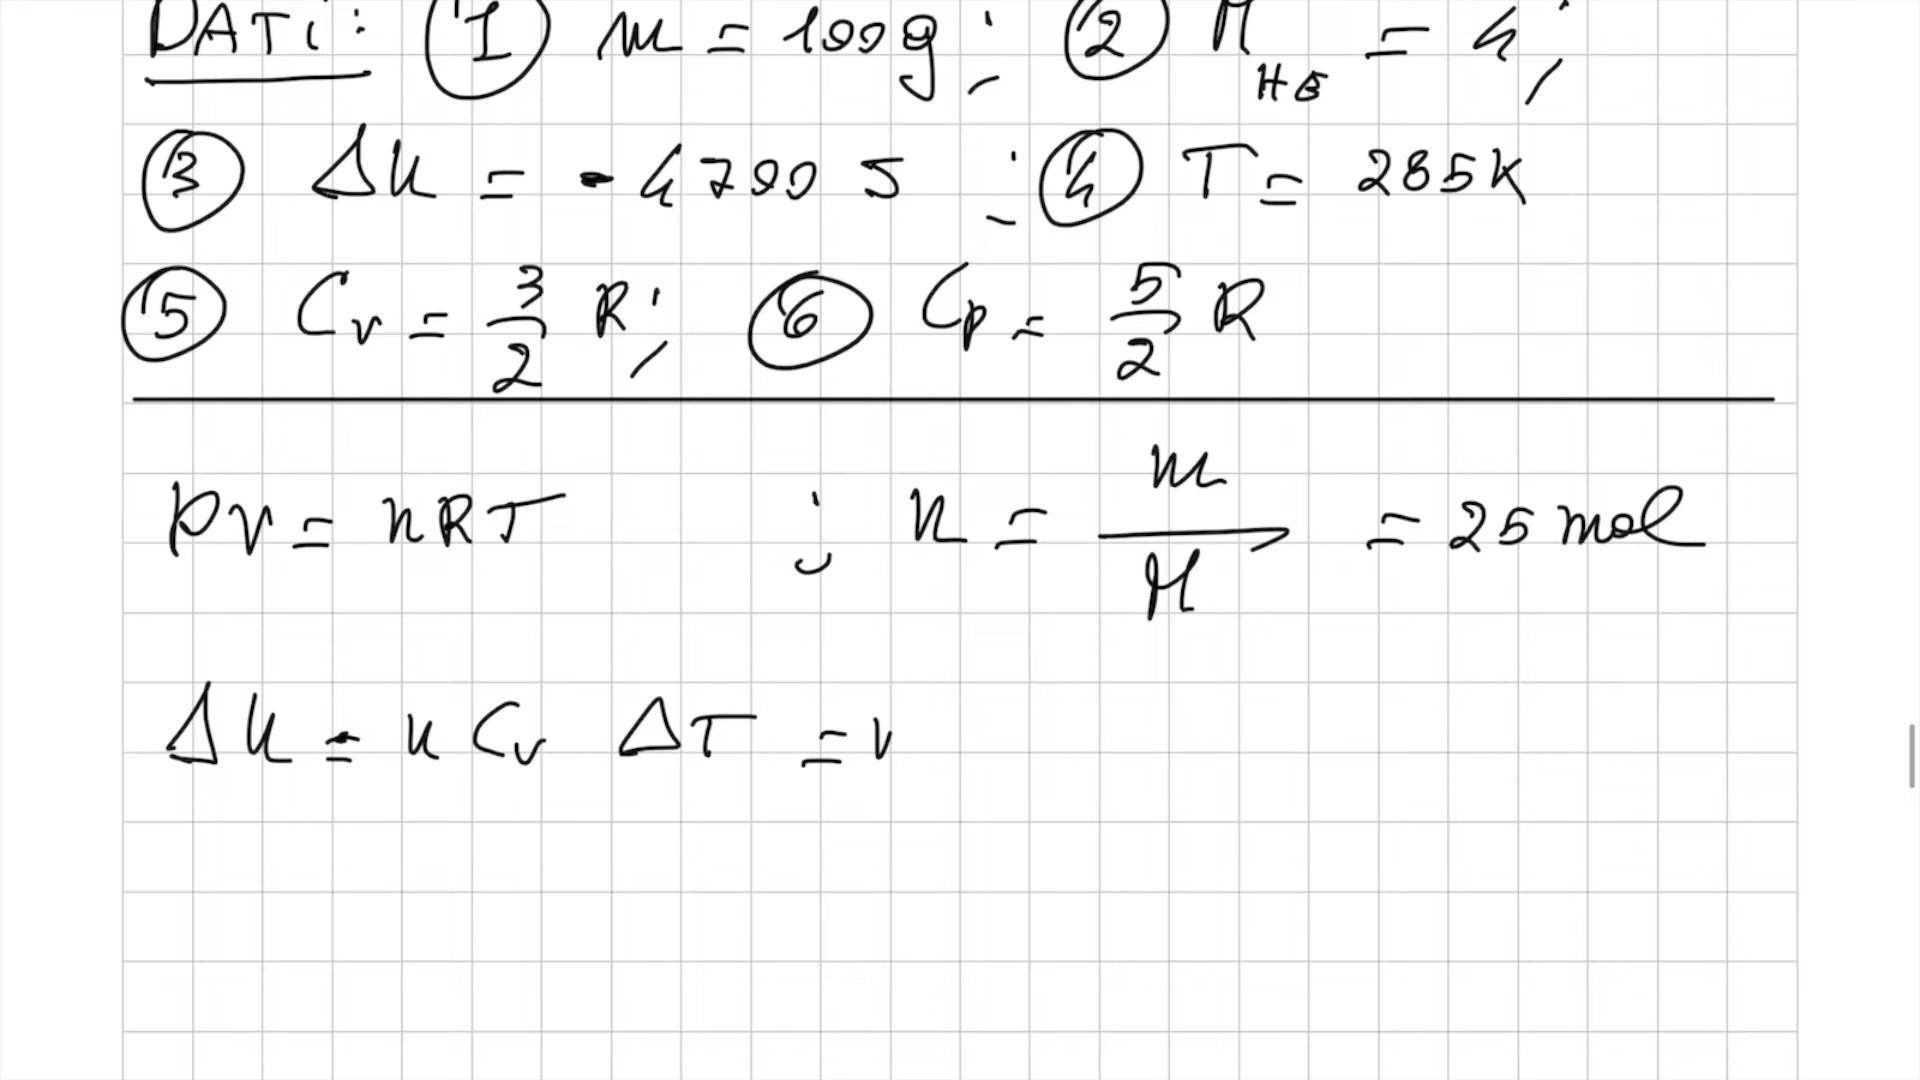 DATi: ① m = 100g; ② M HE = 4;
③ ΔU = - 4700 J ; ④ T = 285K
⑤ Cv = 3/2 R; ⑥ Cp = 5/2 R
pV = nRT ; n = m/M = 25 mol
ΔU = n Cv ΔT =